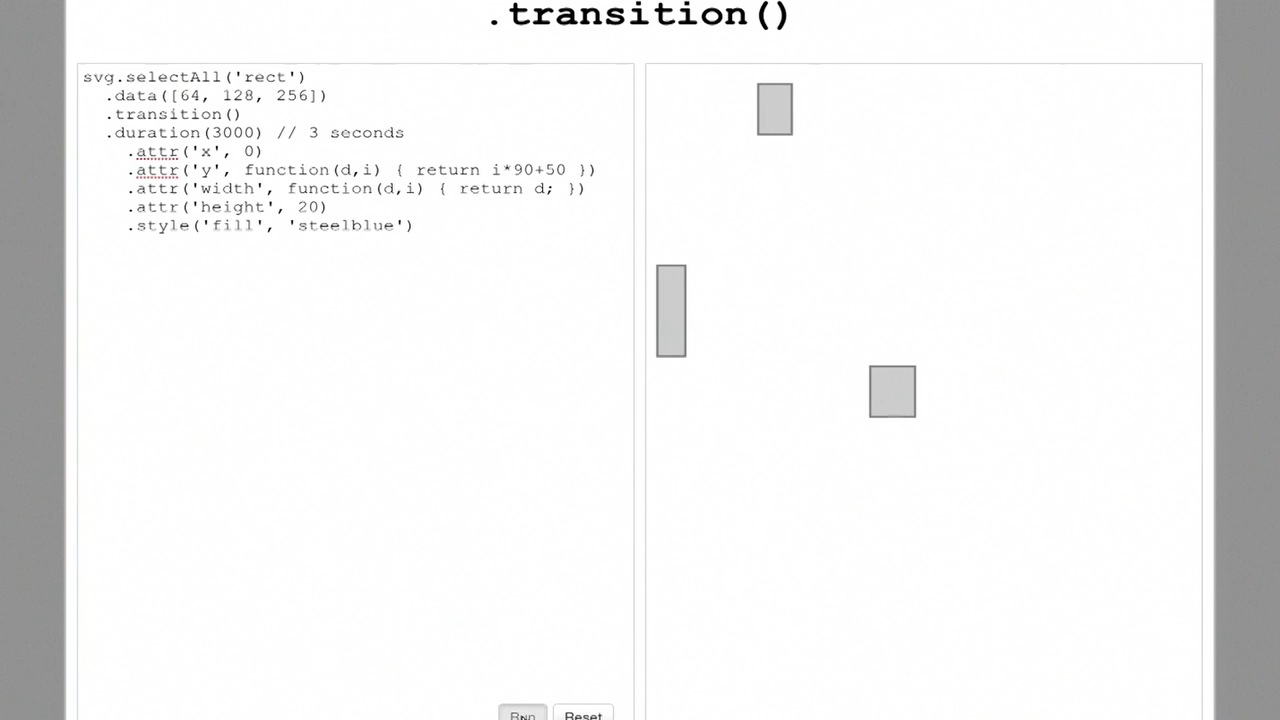 .transition()
svg.selectAll('rect')
.data([64, 128, 256])
.transition()
.duration(3000) // 3 seconds
.attr('x', 0)
.attr('y', function(d,i) { return i*90+50 })
.attr('width', function(d,i) { return d; })
.attr('height', 20)
.style('fill', 'steelblue')
Run
Reset